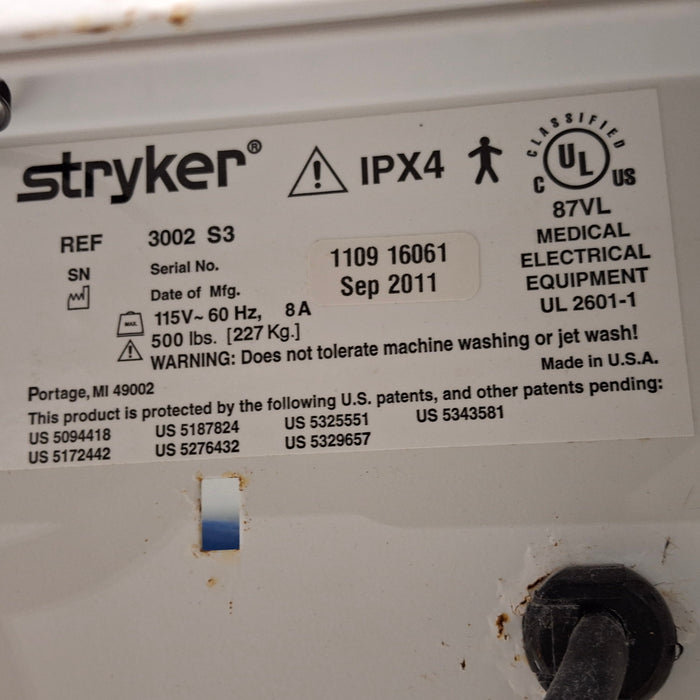 stryker® IPX4
CLASSIFIED
UL
C US
87VL
MEDICAL
ELECTRICAL
EQUIPMENT
UL 2601-1
REF 3002 S3
SN Serial No. 1109 16061
Date of Mfg. Sep 2011
115V~ 60 Hz, 8A
MAX. 500 lbs. [227 Kg.]
WARNING: Does not tolerate machine washing or jet wash!
Made in U.S.A.
Portage, MI 49002
This product is protected by the following U.S. patents, and other patents pending:
US 5094418 US 5187824 US 5325551 US 5343581
US 5172442 US 5276432 US 5329657